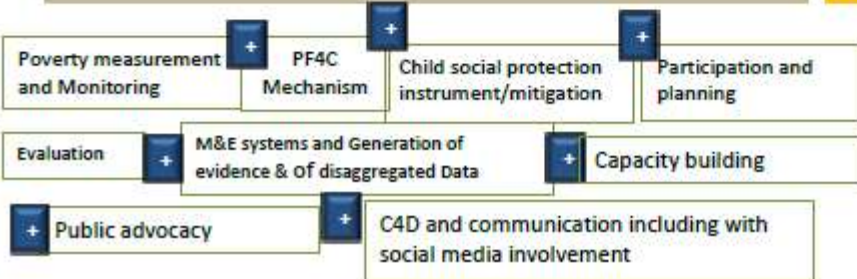 Poverty measurement
and Monitoring
+
PF4C
Mechanism
+
Child social protection
instrument/mitigation
+
Participation and
planning
Evaluation
+
M&E systems and Generation of
evidence & Of disaggregated Data
+
Capacity building
+
Public advocacy
+
C4D and communication including with
social media involvement